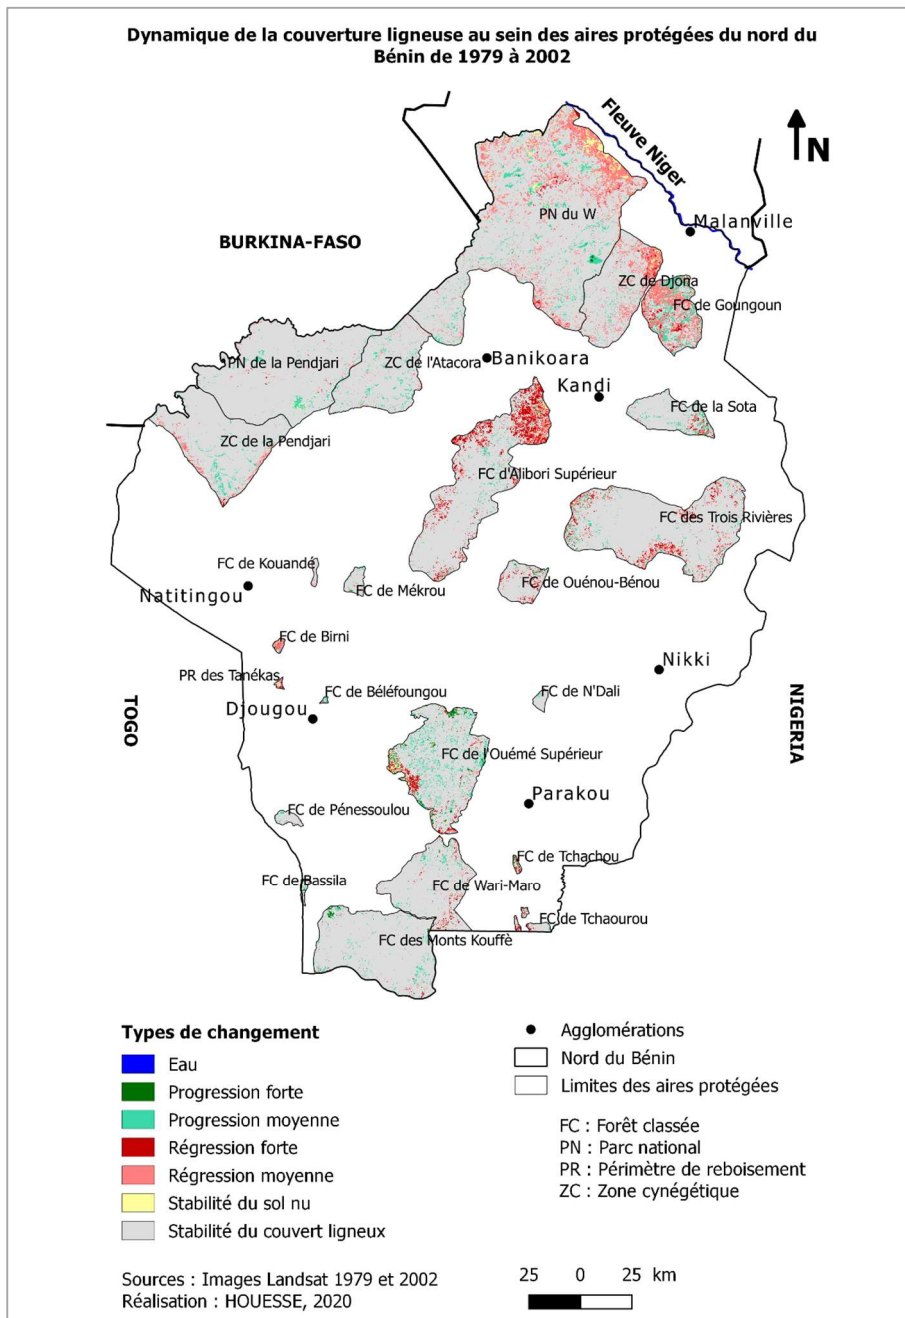 Dynamique de la couverture ligneuse au sein des aires protégées du nord du
Bénin de 1979 à 2002
Fleuve Niger
N
PN du W
Malanville
BURKINA-FASO
ZC de Djona
FC de Goungoun
PN de la Pendjari
ZC de l'Atacora
Banikoara
Kandi
FC de la Sota
ZC de la Pendjari
FC d'Alibori Supérieur
FC des Trois Rivières
FC de Kouandé
Natitingou
FC de Mékrou
FC de Ouénou-Bénou
FC de Birni
Nikki
PR des Tanékas
FC de Béléfoungou
FC de N'Dali
Djougou
TOGO
NIGERIA
FC de l'Ouémé Supérieur
Parakou
FC de Pénessoulou
FC de Tchachou
FC de Bassila
FC de Wari-Maro
FC de Tchaourou
FC des Monts Kouffè
Types de changement
Eau
Progression forte
Progression moyenne
Régression forte
Régression moyenne
Stabilité du sol nu
Stabilité du couvert ligneux
Agglomérations
Nord du Bénin
Limites des aires protégées
FC : Forêt classée
PN : Parc national
PR : Périmètre de reboisement
ZC : Zone cynégétique
Sources : Images Landsat 1979 et 2002
Réalisation : HOUESSE, 2020
25 0 25 km